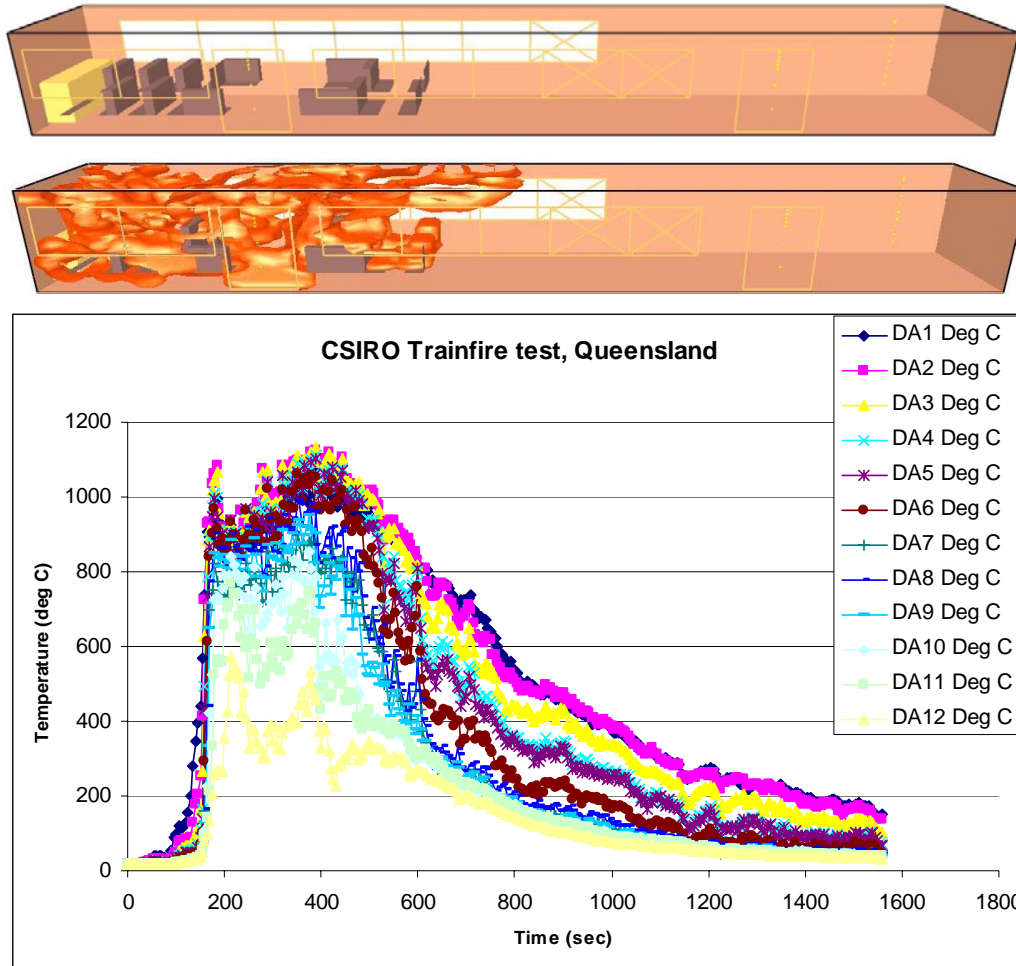 CSIRO Trainfire test, Queensland
DA1 Deg C
DA2 Deg C
DA3 Deg C
DA4 Deg C
DA5 Deg C
DA6 Deg C
DA7 Deg C
DA8 Deg C
DA9 Deg C
DA10 Deg C
DA11 Deg C
DA12 Deg C
Temperature (deg C)
1200
1000
800
600
400
200
0
0 200 400 600 800 1000 1200 1400 1600 1800
Time (sec)